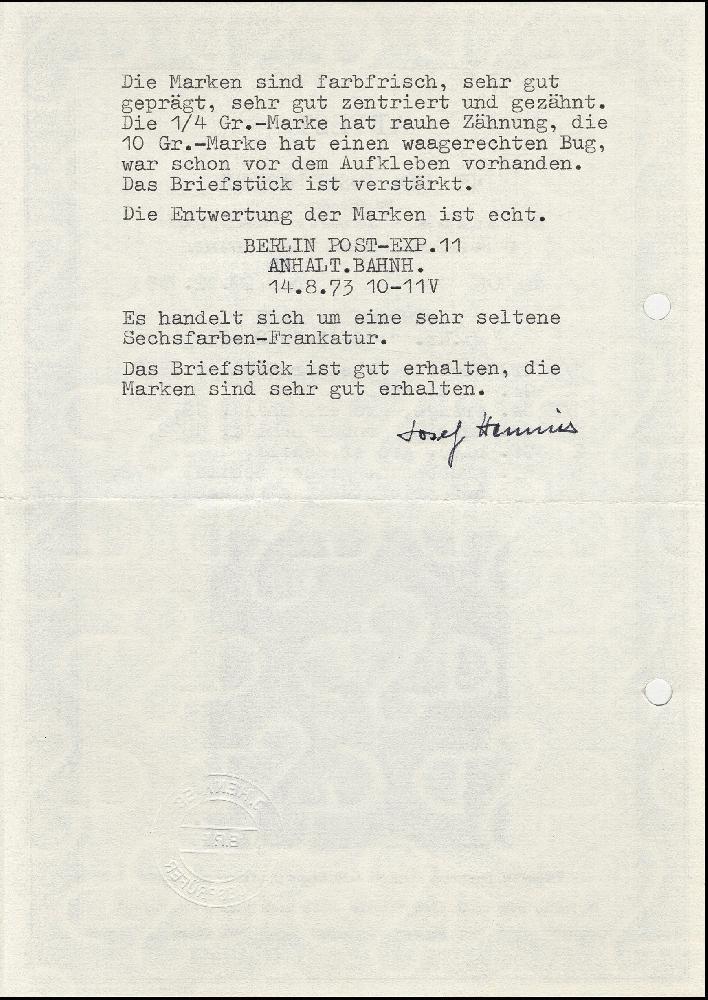 Die Marken sind farbfrisch, sehr gut
geprägt, sehr gut zentriert und gezähnt.
Die 1/4 Gr.-Marke hat rauhe Zähnung, die
10 Gr.-Marke hat einen waagerechten Bug,
war schon vor dem Aufkleben vorhanden.
Das Briefstück ist verstärkt.
Die Entwertung der Marken ist echt.
BERLIN POST-EXP.11
ANHALT.BAHNH.
14.8.73 10-11V
Es handelt sich um eine sehr seltene
Sechsfarben-Frankatur.
Das Briefstück ist gut erhalten, die
Marken sind sehr gut erhalten.
Josef